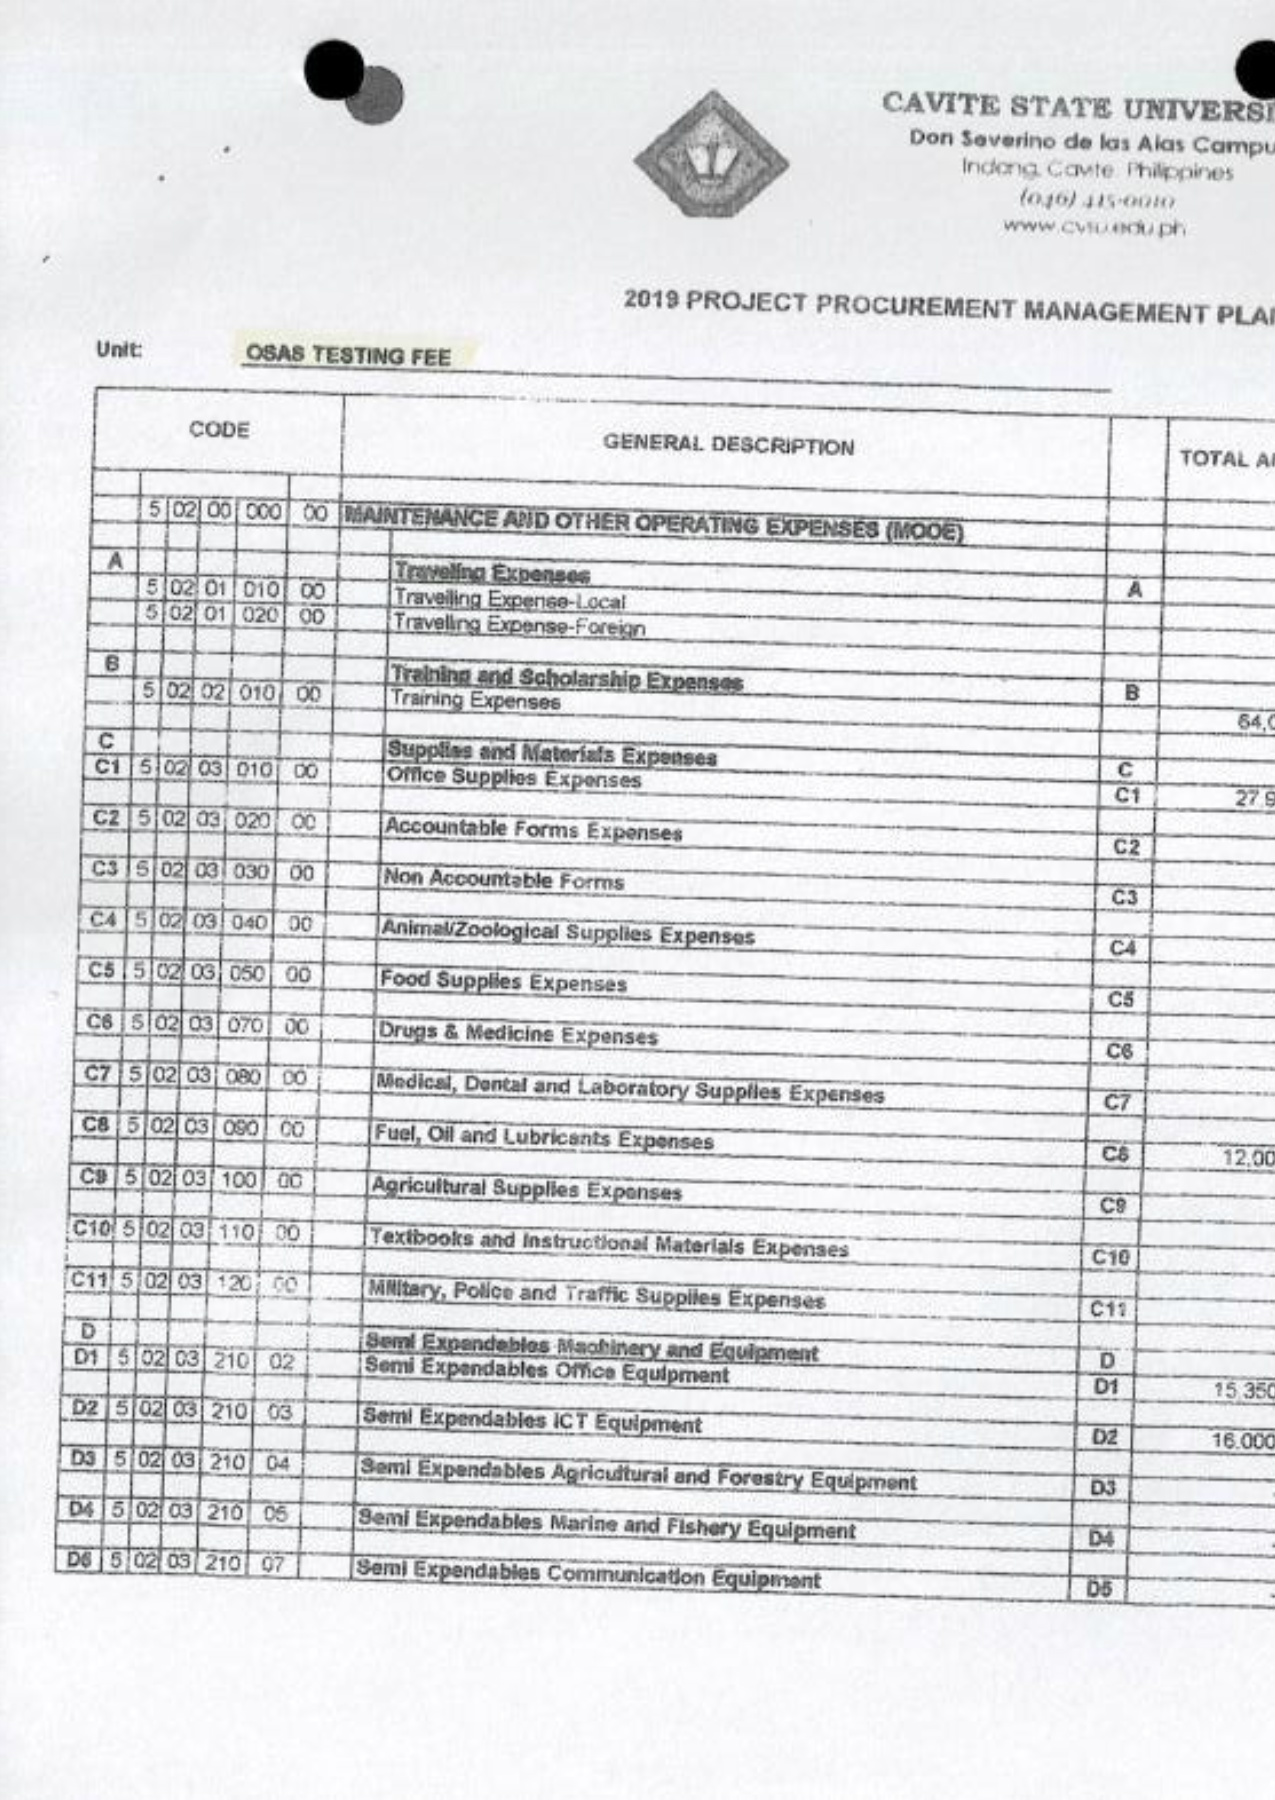 CAVITE STATE UNIVERSI
Don Severino de las Alas Campu
Indang, Cavite Philippines
(046) 415-0010
www.cvsu.edu.ph
2019 PROJECT PROCUREMENT MANAGEMENT PLA
Unit: OSAS TESTING FEE
CODE GENERAL DESCRIPTION TOTAL A
5 02 00 000 00 MAINTENANCE AND OTHER OPERATING EXPENSES (MOOE)
A Traveling Expenses A
5 02 01 010 00 Travelling Expense-Local
5 02 01 020 00 Travelling Expense-Foreign
B Training and Scholarship Expenses B
5 02 02 010 00 Training Expenses 64,0
C Supplies and Materials Expenses C
C1 5 02 03 010 00 Office Supplies Expenses C1 27 9
C2 5 02 03 020 00 Accountable Forms Expenses C2
C3 5 02 03 030 00 Non Accountable Forms C3
C4 5 02 03 040 00 Animal/Zoological Supplies Expenses C4
C5 5 02 03 050 00 Food Supplies Expenses C5
C6 5 02 03 070 00 Drugs & Medicine Expenses C6
C7 5 02 03 080 00 Medical, Dental and Laboratory Supplies Expenses C7
C8 5 02 03 090 00 Fuel, Oil and Lubricants Expenses C8 12,00
C9 5 02 03 100 00 Agricultural Supplies Expenses C9
C10 5 02 03 110 00 Textbooks and Instructional Materials Expenses C10
C11 5 02 03 120 00 Military, Police and Traffic Supplies Expenses C11
D Semi Expendables Machinery and Equipment D
D1 5 02 03 210 02 Semi Expendables Office Equipment D1 15,350
D2 5 02 03 210 03 Semi Expendables ICT Equipment D2 16,000
D3 5 02 03 210 04 Semi Expendables Agricultural and Forestry Equipment D3
D4 5 02 03 210 05 Semi Expendables Marine and Fishery Equipment D4
D5 5 02 03 210 07 Semi Expendables Communication Equipment D5